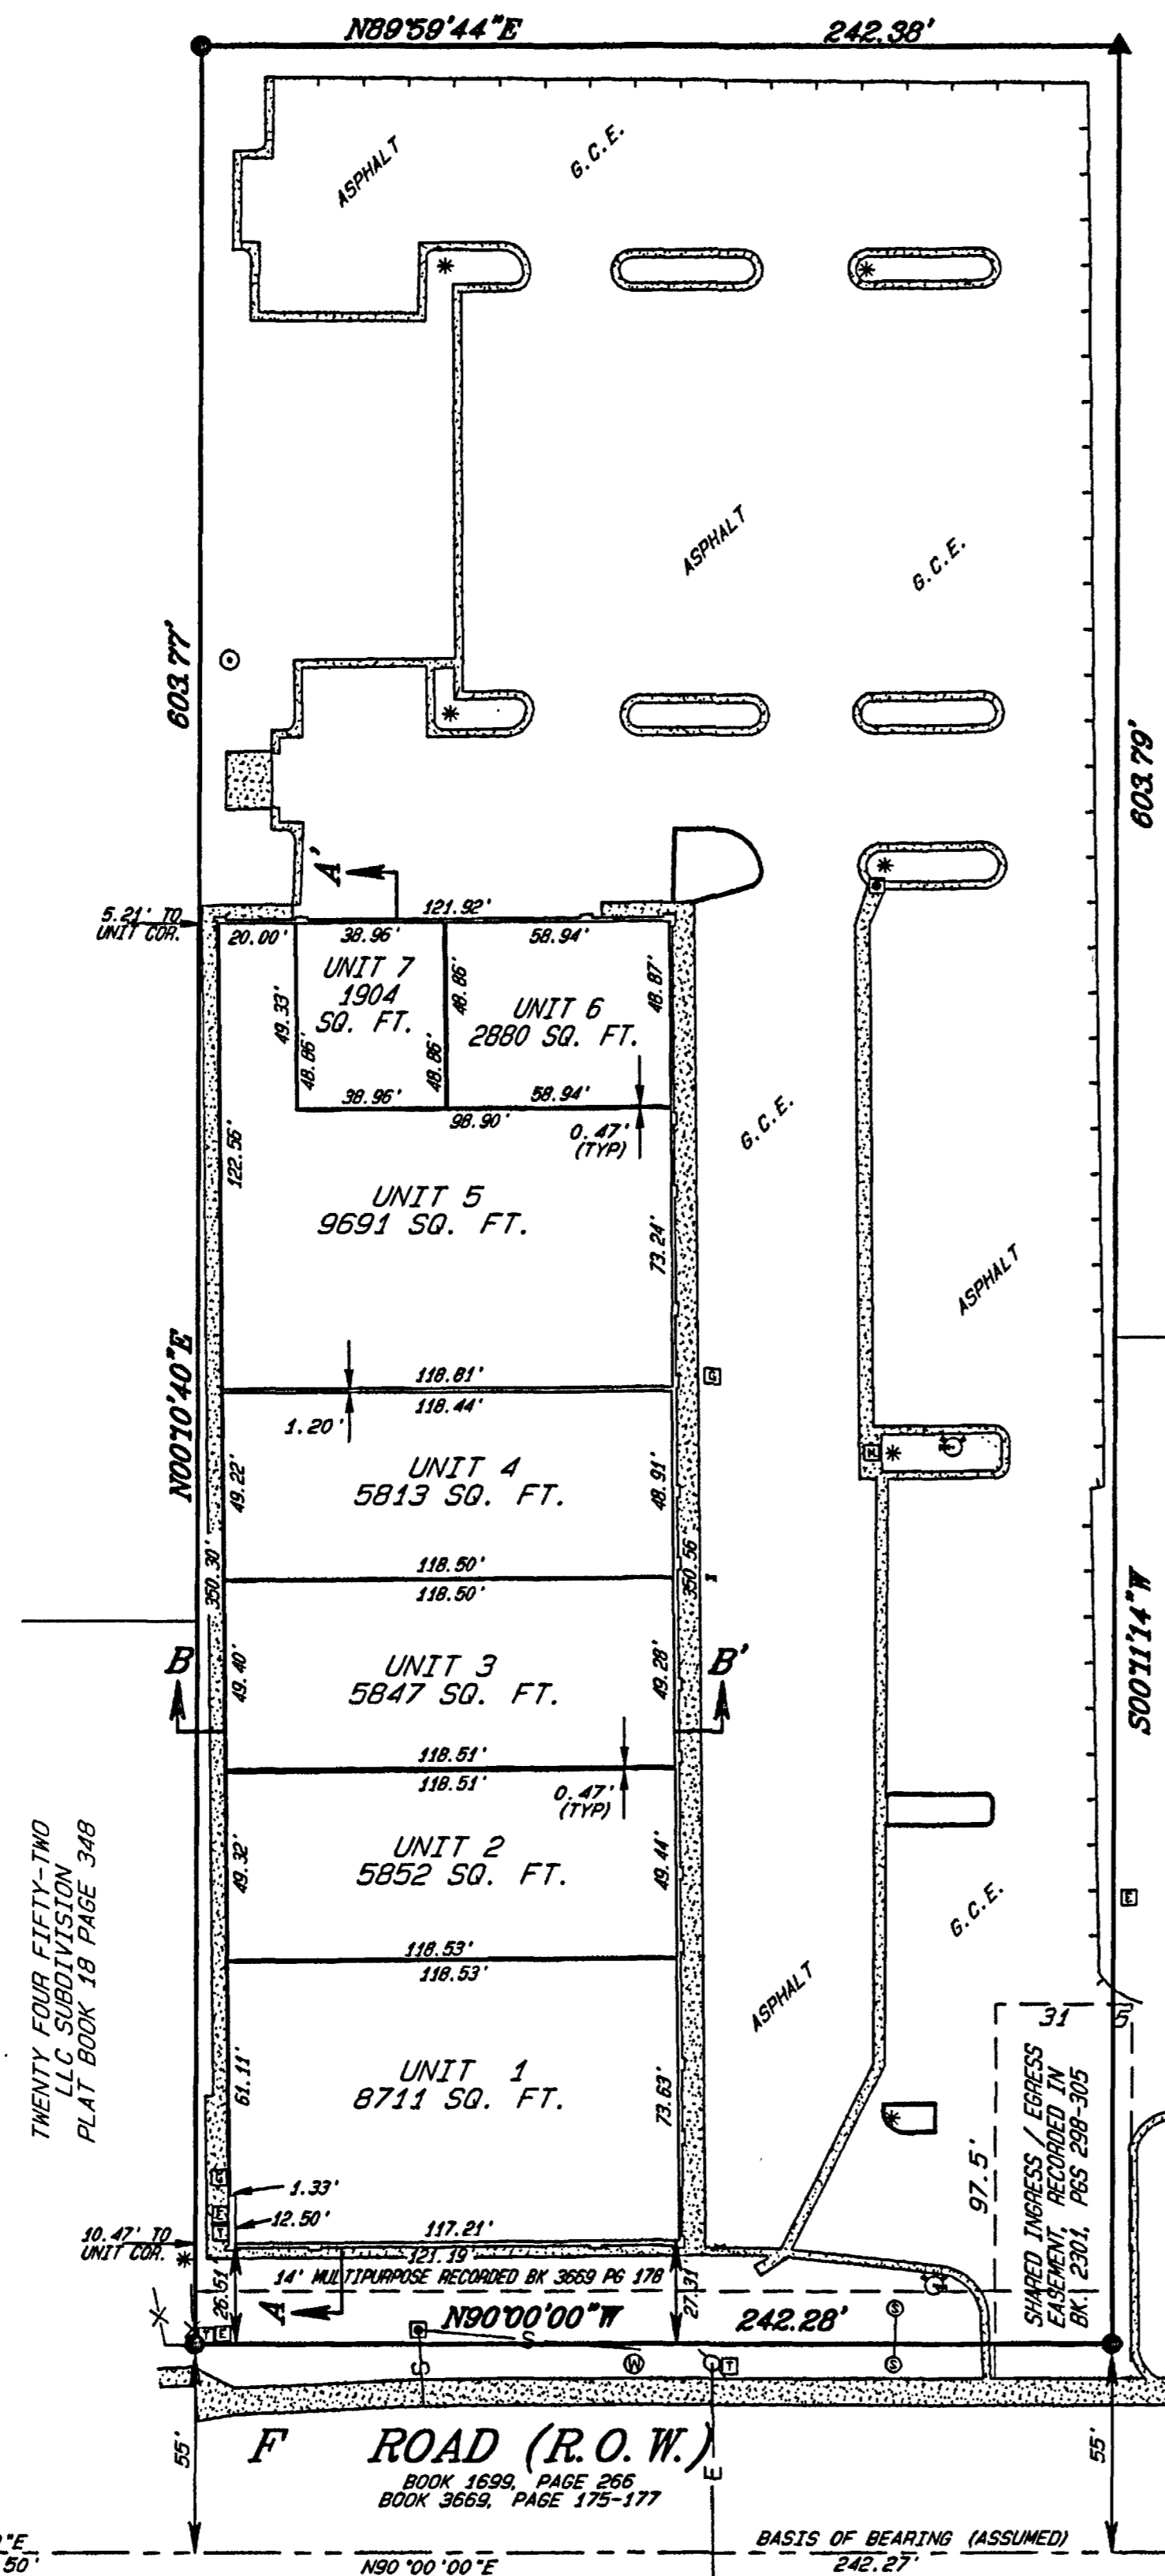 N89°59'44"E 242.38'
ASPHALT
G.C.E.
ASPHALT
G.C.E.
603.77'
603.79'
A'
5.21' TO
UNIT COR.
121.92'
20.00' 38.96' 58.94'
UNIT 7
1904
SQ. FT.
49.33'
48.86'
48.86'
48.86'
48.87'
UNIT 6
2880 SQ. FT.
38.96' 58.94'
98.90'
0.47'
(TYP)
G.C.E.
122.56'
UNIT 5
9691 SQ. FT.
73.24'
ASPHALT
N00°10'40"E
118.81'
G
118.44'
1.20'
49.22'
UNIT 4
5813 SQ. FT.
48.91'
350.30'
350.56'
118.50'
118.50'
S00°11'14"W
B
B'
49.40'
UNIT 3
5847 SQ. FT.
49.28'
118.51'
118.51'
0.47'
(TYP)
TWENTY FOUR FIFTY-TWO
LLC SUBDIVISION
PLAT BOOK 18 PAGE 348
49.32'
UNIT 2
5852 SQ. FT.
49.44'
G.C.E.
118.53'
118.53'
ASPHALT
31 5
61.11'
UNIT 1
8711 SQ. FT.
73.63'
SHARED INGRESS / EGRESS
EASEMENT, RECORDED IN
BK. 2301, PGS 298-305
97.5'
G
1.33'
E
T
12.50'
10.47' TO
UNIT COR.
117.21'
121.19'
14' MULTIPURPOSE RECORDED BK 3669 PG 178
26.51'
27.31'
A
N90°00'00"W 242.28'
T E
S
S
S
W
T
S
55'
F ROAD (R.O.W.)
E
55'
BOOK 1699, PAGE 266
BOOK 3669, PAGE 175-177
BASIS OF BEARING (ASSUMED)
"E
50'
N90°00'00"E
242.27'